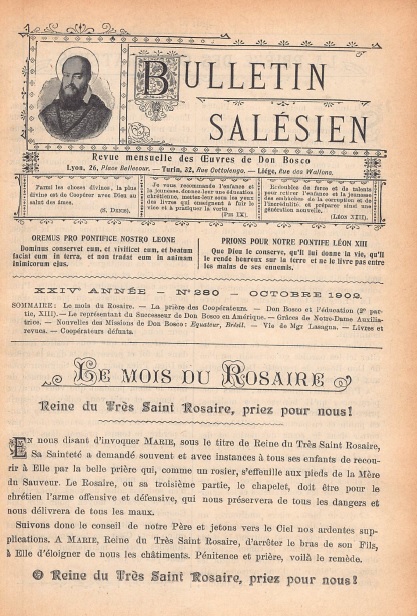 BULLETIN
SALÉSIEN
Revue mensuelle des Œuvres de Don Bosco
Lyon, 26, Place Bellecour. — Turin, 32, Rue Cottolengo. — Liège, Rue des Wallons.
Parmi les choses divines, la plus
divine est de Coopérer avec Dieu au
salut des âmes.
(S. DENIS).
Je vous recommande l'enfance et
la jeunesse, donnez-leur une éducation
chrétienne, mettez-leur sous les yeux
des livres qui enseignent à fuir le
vice et à pratiquer la vertu.
(PIE IX).
Redoublez de force et de talents
pour retirer l'enfance et la jeunesse
des embûches de la corruption et de
l'incrédulité, et préparer ainsi une
génération nouvelle.
(LÉON XIII).
OREMUS PRO PONTIFICE NOSTRO LEONE
Dominus conservet eum, et vivificet eum, et beatum
faciat eum in terra, et non tradat eum in animam
inimicorum ejus.
PRIONS POUR NOTRE PONTIFE LÉON XIII
Que Dieu le conserve, qu'il lui donne la vie, qu'il
le rende heureux sur la terre et ne le livre pas entre
les mains de ses ennemis.
XXIV° ANNÉE — N° 280 — OCTOBRE 1902.
SOMMAIRE: Le mois du Rosaire. — La prière des Coopérateurs. — Don Bosco et l'éducation (2° par-
tie, XIII). — Le représentant du Successeur de Don Bosco en Amérique. — Grâces de Notre-Dame Auxilia-
trice. — Nouvelles des Missions de Don Bosco: Equateur, Brésil. — Vie de Mgr Lasagna. — Livres et
revues. — Coopérateurs défunts.
LE MOIS DU ROSAIRE
Reine du Très Saint Rosaire, priez pour nous!
EN nous disant d'invoquer MARIE, sous le titre de Reine du Très Saint Rosaire,
Sa Sainteté a demandé souvent et avec instances à tous ses enfants de recou-
rir à Elle par la belle prière qui, comme un rosier, s'effeuille aux pieds de la Mère
du Sauveur. Le Rosaire, ou sa troisième partie, le chapelet, doit être pour le
chrétien l'arme offensive et défensive, qui nous préservera de tous les dangers et
nous délivrera de tous les maux.
Suivons donc le conseil de notre Père et jetons vers le Ciel nos ardentes sup-
plications. A MARIE, Reine du Très Saint Rosaire, d'arrêter le bras de son Fils,
à Elle d'éloigner de nous les châtiments. Pénitence et prière, voilà le remède.
Reine du Très Saint Rosaire, priez pour nous!